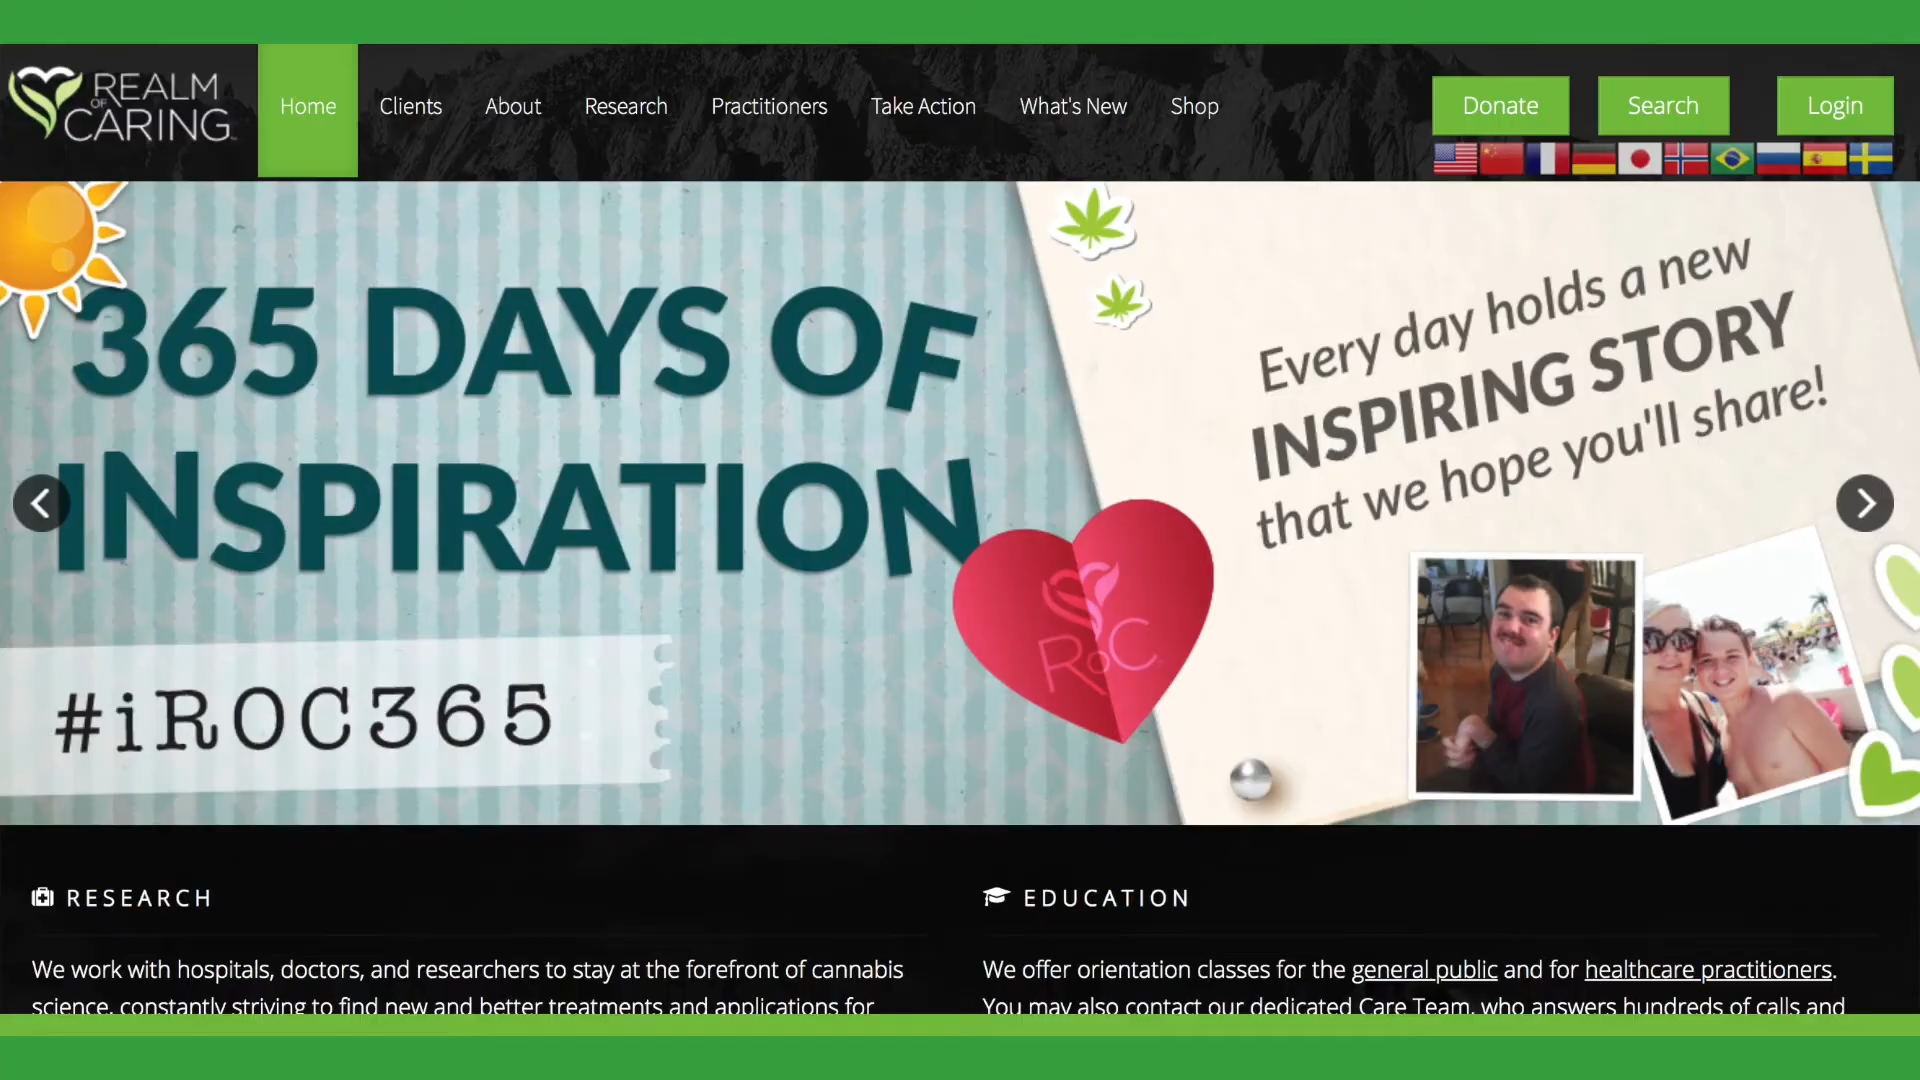 REALM
OF
CARING
Home
Clients
About
Research
Practitioners
Take Action
What's New
Shop
Donate
Search
Login
365 DAYS OF
INSPIRATION
#iROC365
Every day holds a new
INSPIRING STORY
that we hope you'll share!
RoC
RESEARCH
We work with hospitals, doctors, and researchers to stay at the forefront of cannabis
science, constantly striving to find new and better treatments and applications for
EDUCATION
We offer orientation classes for the general public and for healthcare practitioners.
You may also contact our dedicated Care Team, who answers hundreds of calls and